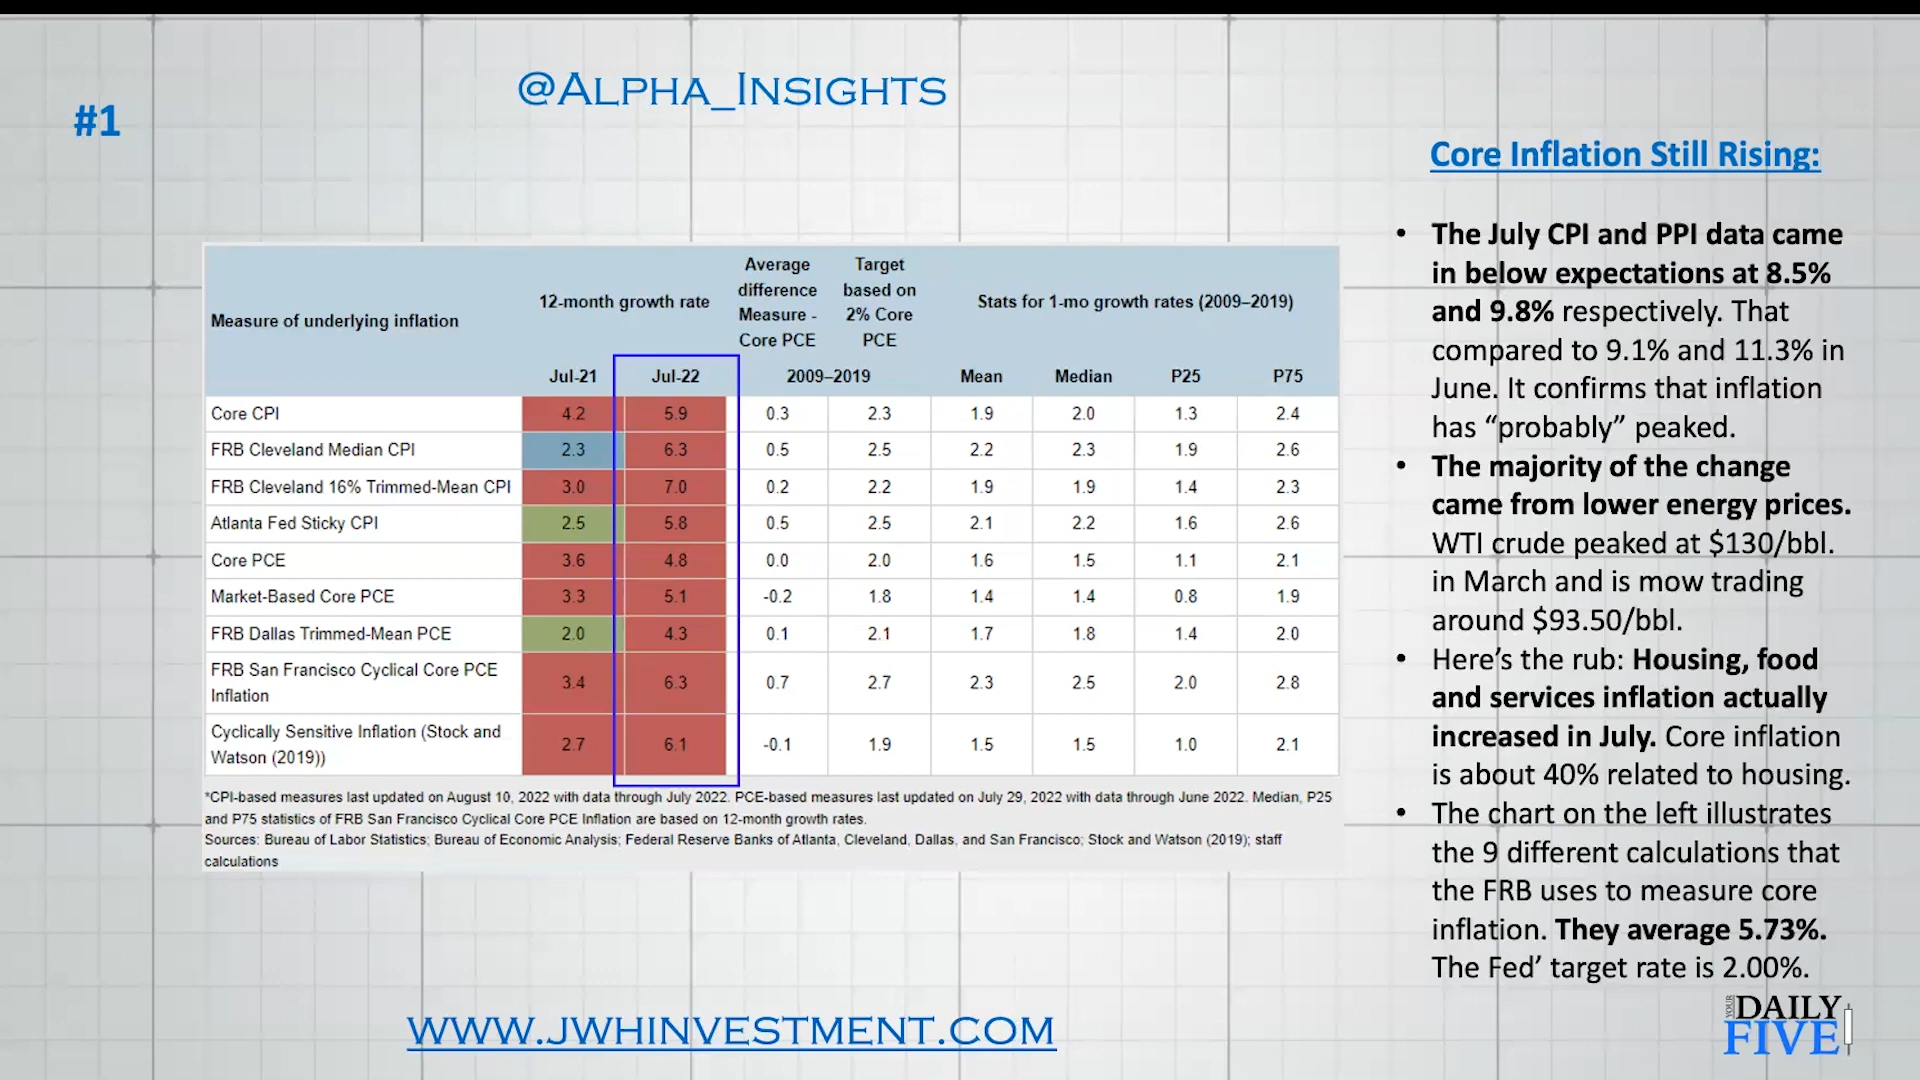 @ALPHA_INSIGHTS
#1
Core Inflation Still Rising:
• The July CPI and PPI data came
in below expectations at 8.5%
and 9.8% respectively. That
compared to 9.1% and 11.3% in
June. It confirms that inflation
has “probably” peaked.
• The majority of the change
came from lower energy prices.
WTI crude peaked at $130/bbl.
in March and is mow trading
around $93.50/bbl.
• Here’s the rub: Housing, food
and services inflation actually
increased in July. Core inflation
is about 40% related to housing.
• The chart on the left illustrates
the 9 different calculations that
the FRB uses to measure core
inflation. They average 5.73%.
The Fed’ target rate is 2.00%.
Measure of underlying inflation
12-month growth rate
Average
difference
Measure -
Core PCE
Target
based on
2% Core
PCE
Stats for 1-mo growth rates (2009–2019)
Jul-21 Jul-22 2009–2019 Mean Median P25 P75
Core CPI 4.2 5.9 0.3 2.3 1.9 2.0 1.3 2.4
FRB Cleveland Median CPI 2.3 6.3 0.5 2.5 2.2 2.3 1.9 2.6
FRB Cleveland 16% Trimmed-Mean CPI 3.0 7.0 0.2 2.2 1.9 1.9 1.4 2.3
Atlanta Fed Sticky CPI 2.5 5.8 0.5 2.5 2.1 2.2 1.6 2.6
Core PCE 3.6 4.8 0.0 2.0 1.6 1.5 1.1 2.1
Market-Based Core PCE 3.3 5.1 -0.2 1.8 1.4 1.4 0.8 1.9
FRB Dallas Trimmed-Mean PCE 2.0 4.3 0.1 2.1 1.7 1.8 1.4 2.0
FRB San Francisco Cyclical Core PCE
Inflation 3.4 6.3 0.7 2.7 2.3 2.5 2.0 2.8
Cyclically Sensitive Inflation (Stock and
Watson (2019)) 2.7 6.1 -0.1 1.9 1.5 1.5 1.0 2.1
*CPI-based measures last updated on August 10, 2022 with data through July 2022. PCE-based measures last updated on July 29, 2022 with data through June 2022. Median, P25
and P75 statistics of FRB San Francisco Cyclical Core PCE Inflation are based on 12-month growth rates.
Sources: Bureau of Labor Statistics; Bureau of Economic Analysis; Federal Reserve Banks of Atlanta, Cleveland, Dallas, and San Francisco; Stock and Watson (2019); staff
calculations
WWW.JWHINVESTMENT.COM
YOUR
DAILY
FIVE